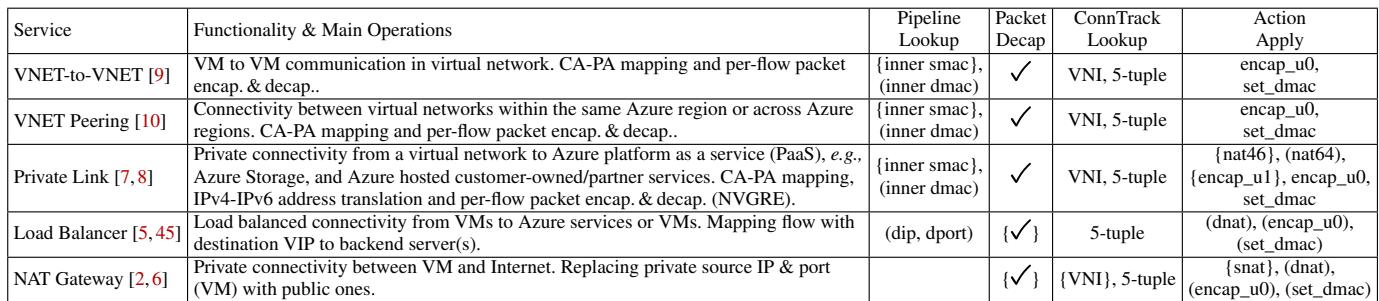 Service | Functionality & Main Operations | Pipeline Lookup | Packet Decap | ConnTrack Lookup | Action Apply
VNET-to-VNET [9] | VM to VM communication in virtual network. CA-PA mapping and per-flow packet
encap. & decap.. | {inner smac},
(inner dmac) | ✓ | VNI, 5-tuple | encap_u0,
set_dmac
VNET Peering [10] | Connectivity between virtual networks within the same Azure region or across Azure
regions. CA-PA mapping and per-flow packet encap. & decap.. | {inner smac},
(inner dmac) | ✓ | VNI, 5-tuple | encap_u0,
set_dmac
Private Link [7,8] | Private connectivity from a virtual network to Azure platform as a service (PaaS), e.g.,
Azure Storage, and Azure hosted customer-owned/partner services. CA-PA mapping,
IPv4-IPv6 address translation and per-flow packet encap. & decap. (NVGRE). | {inner smac},
(inner dmac) | ✓ | VNI, 5-tuple | {nat46}, (nat64),
{encap_u1}, encap_u0,
set_dmac
Load Balancer [5,45] | Load balanced connectivity from VMs to Azure services or VMs. Mapping flow with
destination VIP to backend server(s). | (dip, dport) | {✓} | 5-tuple | (dnat), (encap_u0),
(set_dmac)
NAT Gateway [2,6] | Private connectivity between VM and Internet. Replacing private source IP & port
(VM) with public ones. | {✓} | {VNI}, 5-tuple | {snat}, (dnat),
(encap_u0), (set_dmac)